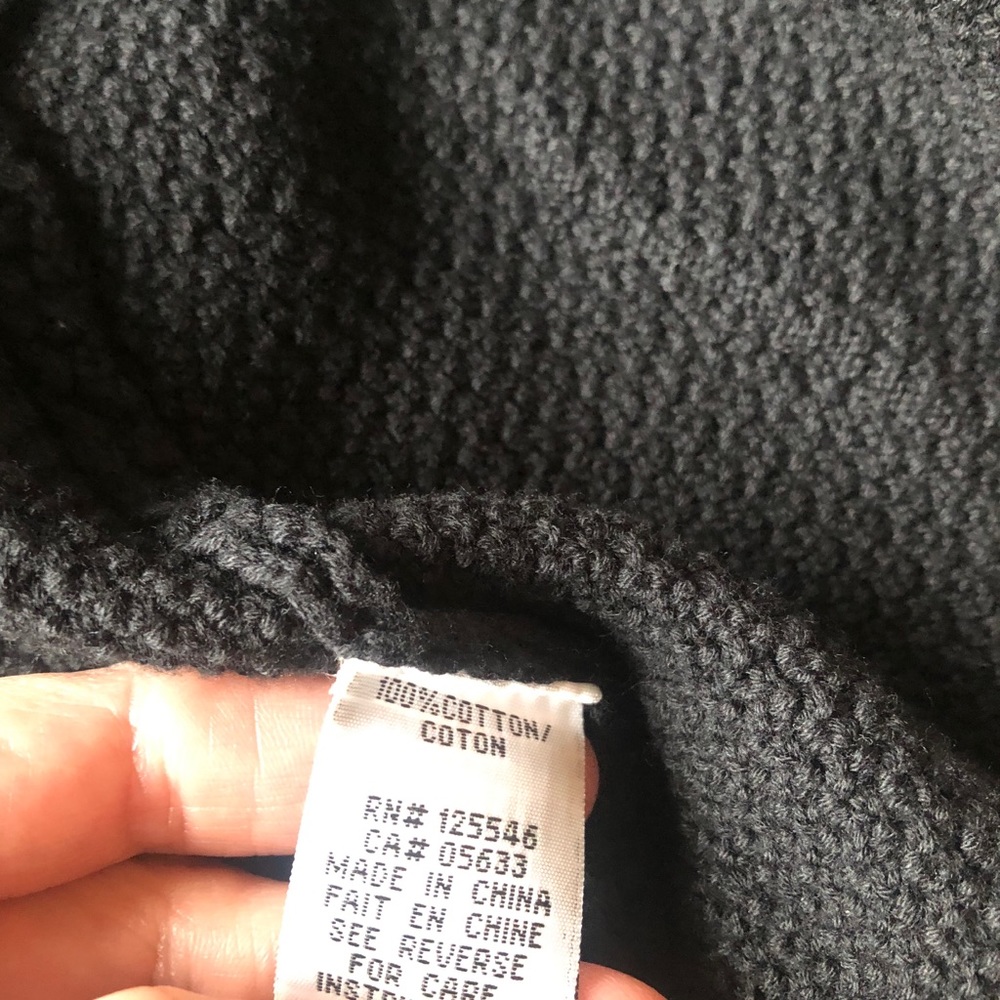 100%COTTON/
COTON
RN# 125546
CA# 05633
MADE IN CHINA
FAIT EN CHINE
SEE REVERSE
FOR CARE